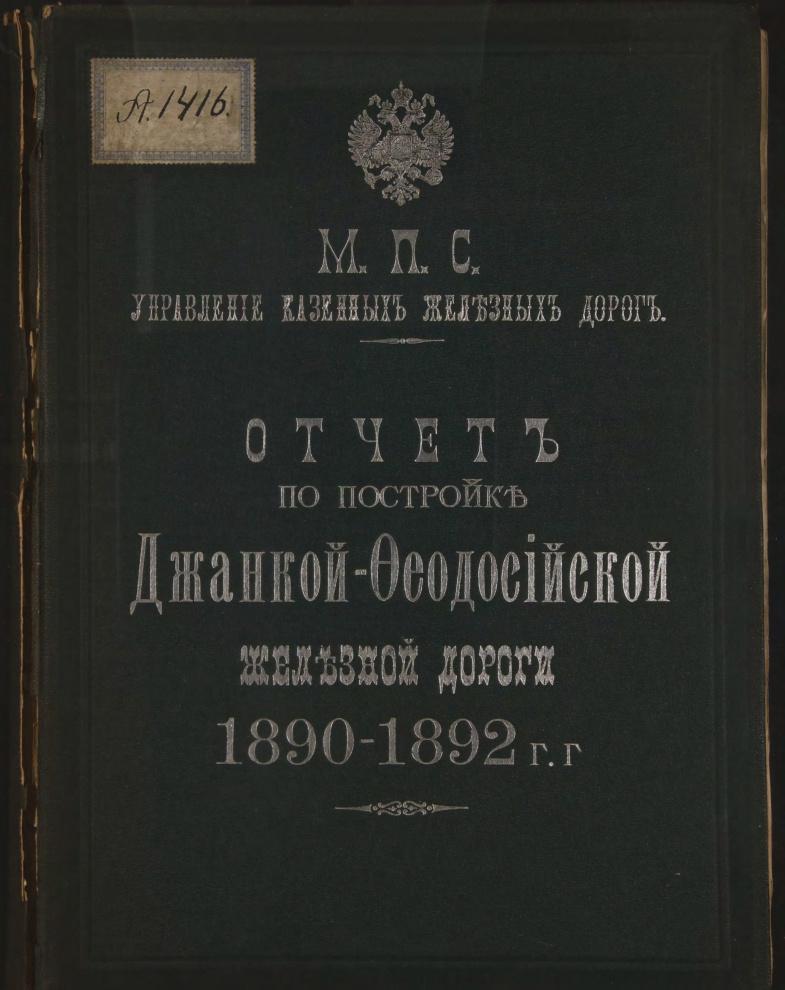 А. 1416.
М. П. С.
УПРАВЛЕНІЕ КАЗЕННЫХЪ ЖЕЛѢЗНЫХЪ ДОРОГЪ.
ОТЧЕТЪ
ПО ПОСТРОЙКѢ
Джанкой-Ѳеодосійской
ЖЕЛѢЗНОЙ ДОРОГИ
1890-1892 г. г